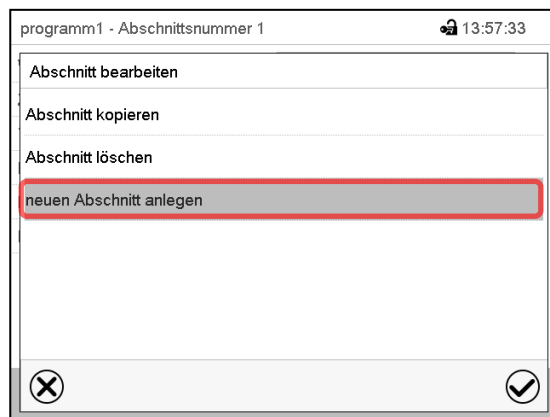 programm1 - Abschnittsnummer 1 13:57:33
Abschnitt bearbeiten
Abschnitt kopieren
Abschnitt löschen
neuen Abschnitt anlegen